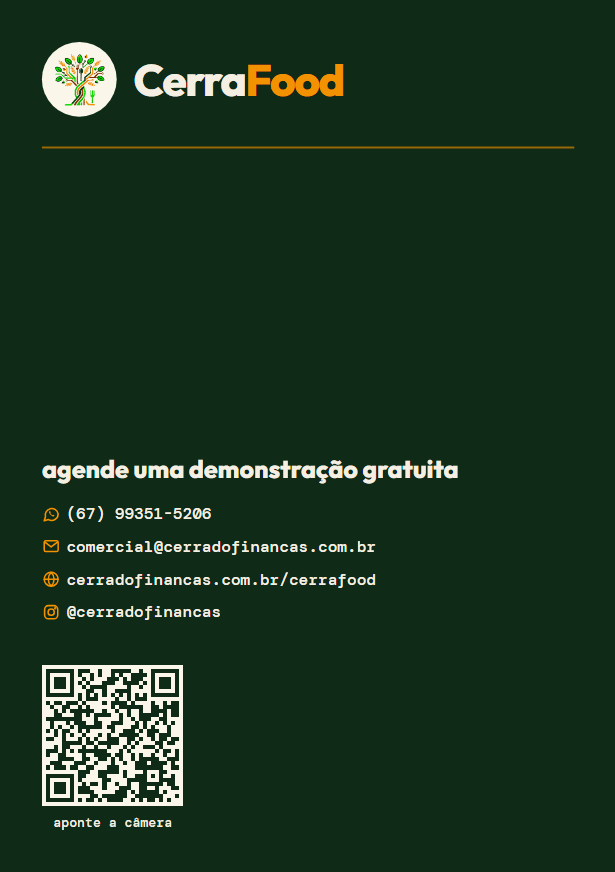 CerraFood
agende uma demonstração gratuita
(67) 99351-5206
comercial@cerradofinancas.com.br
cerradofinancas.com.br/cerrafood
@cerradofinancas
aponte a câmera